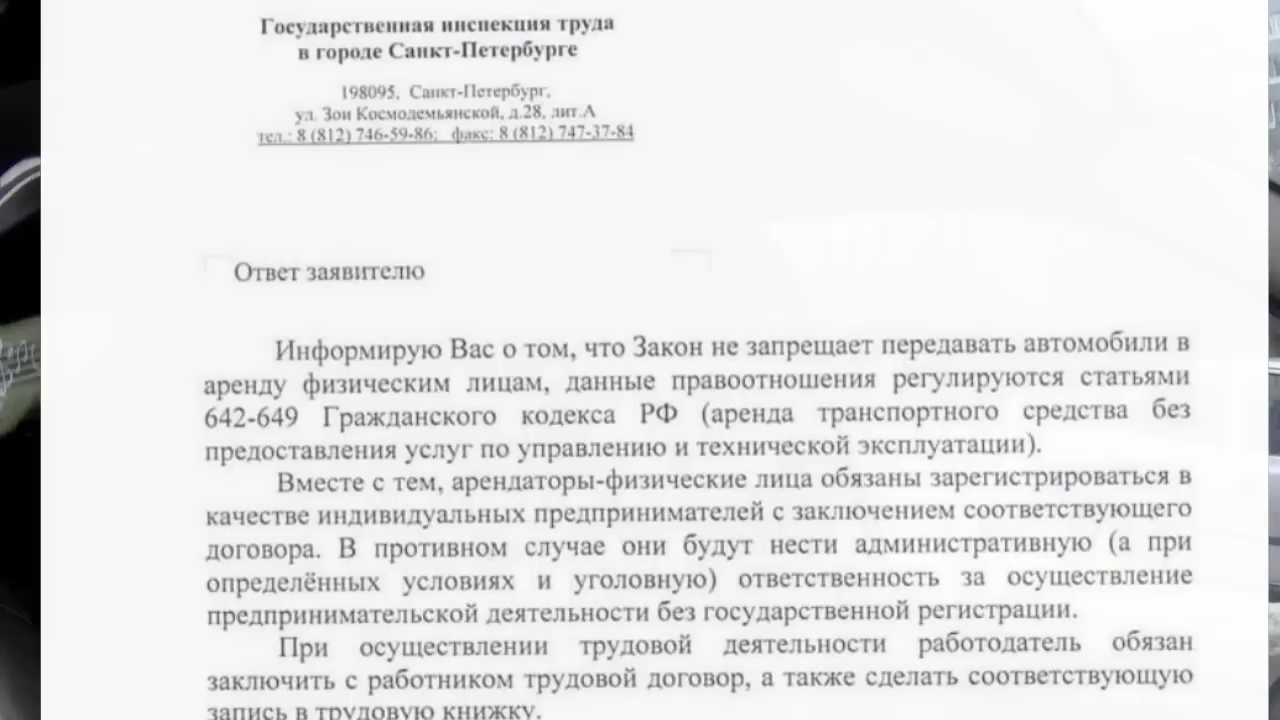 Государственная инспекция труда
в городе Санкт-Петербурге
198095, Санкт-Петербург,
ул. Зои Космодемьянской, д.28, лит.А
тел.: 8 (812) 746-59-86; факс: 8 (812) 747-37-84
Ответ заявителю
Информирую Вас о том, что Закон не запрещает передавать автомобили в
аренду физическим лицам, данные правоотношения регулируются статьями
642-649 Гражданского кодекса РФ (аренда транспортного средства без
предоставления услуг по управлению и технической эксплуатации).
Вместе с тем, арендаторы-физические лица обязаны зарегистрироваться в
качестве индивидуальных предпринимателей с заключением соответствующего
договора. В противном случае они будут нести административную (а при
определённых условиях и уголовную) ответственность за осуществление
предпринимательской деятельности без государственной регистрации.
При осуществлении трудовой деятельности работодатель обязан
заключить с работником трудовой договор, а также сделать соответствующую
запись в трудовую книжку.